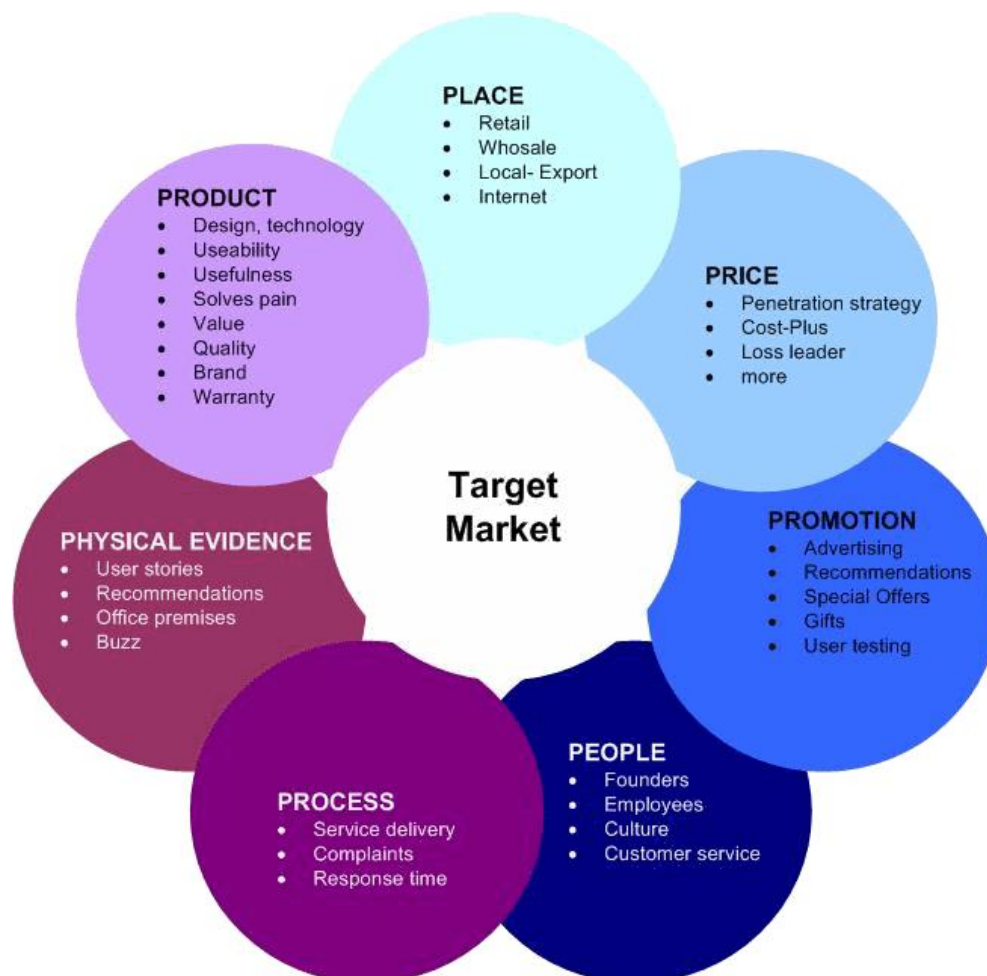 PLACE
• Retail
• Whosale
• Local- Export
• Internet
PRODUCT
• Design, technology
• Useability
• Usefulness
• Solves pain
• Value
• Quality
• Brand
• Warranty
PRICE
• Penetration strategy
• Cost-Plus
• Loss leader
• more
Target
Market
PHYSICAL EVIDENCE
• User stories
• Recommendations
• Office premises
• Buzz
PROMOTION
• Advertising
• Recommendations
• Special Offers
• Gifts
• User testing
PROCESS
• Service delivery
• Complaints
• Response time
PEOPLE
• Founders
• Employees
• Culture
• Customer service